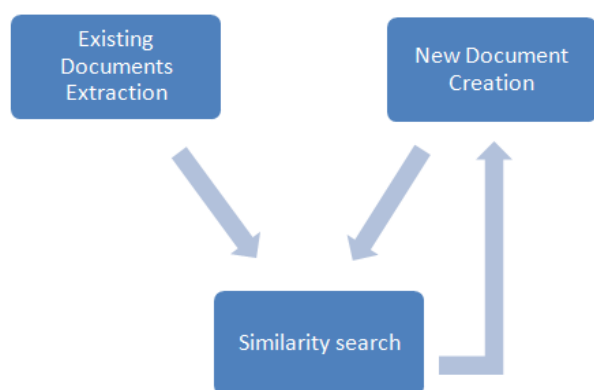 Existing
Documents
Extraction
New Document
Creation
Similarity search